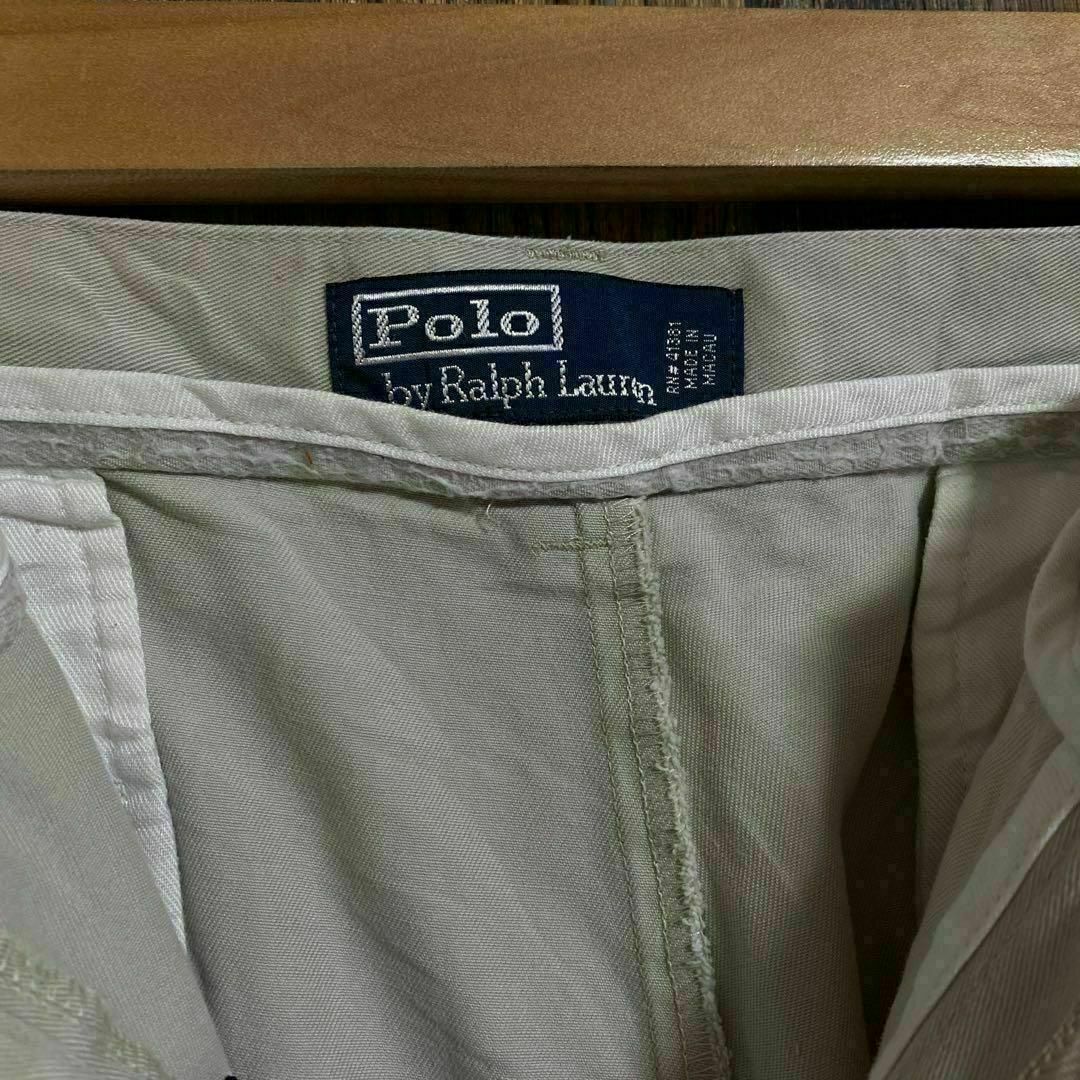 Polo
by Ralph Lauren
RN# 41381
MADE IN
MACAU